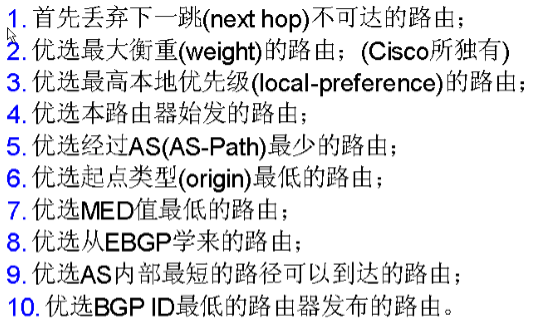 1. 首先丢弃下一跳(next hop)不可达的路由；
2. 优选最大衡重(weight)的路由；(Cisco所独有)
3. 优选最高本地优先级(local-preference)的路由；
4. 优选本路由器始发的路由；
5. 优选经过AS(AS-Path)最少的路由；
6. 优选起点类型(origin)最低的路由；
7. 优选MED值最低的路由；
8. 优选从EBGP学来的路由；
9. 优选AS内部最短的路径可以到达的路由；
10. 优选BGP ID最低的路由器发布的路由。